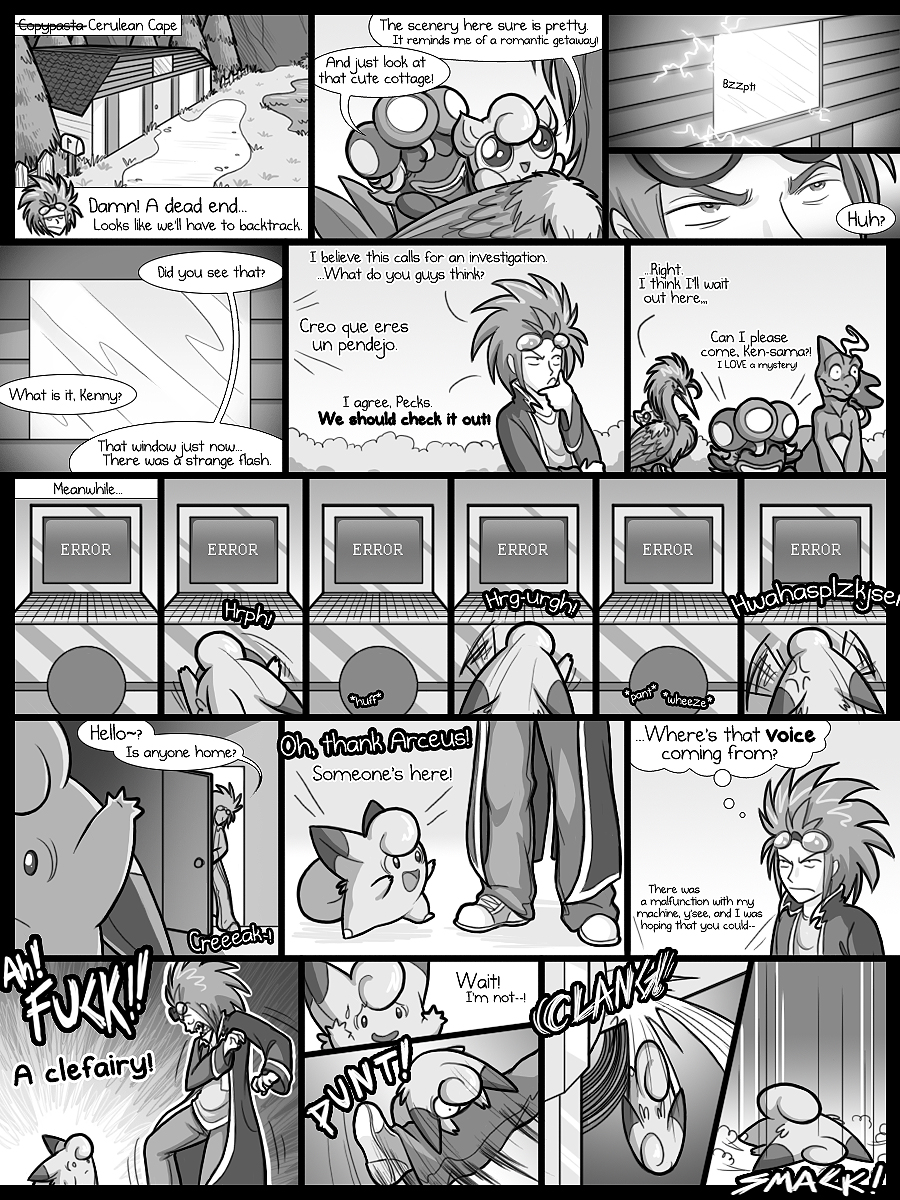 Copypasta Cerulean Cape
Damn! A dead end...
Looks like we'll have to backtrack.
The scenery here sure is pretty.
It reminds me of a romantic getaway!
And just look at
that cute cottage!
Bzzpt!
Huh?
Did you see that?
What is it, Kenny?
That window just now...
There was a strange flash.
I believe this calls for an investigation.
...What do you guys think?
Creo que eres
un pendejo.
I agree, Pecks.
We should check it out!
...Right.
I think I'll wait
out here,,,
Can I please
come, Ken-sama?!
I LOVE a mystery!
Meanwhile...
ERROR
ERROR
Hrph!
ERROR
*huff*
ERROR
Hrg-urgh!
ERROR
*pant*
*wheeze*
ERROR
Hwahasplzkjser
Hello~?
Is anyone home?
Creeeak~!
Oh, thank Arceus!
Someone's here!
...Where's that voice
coming from?
There was
a malfunction with my
machine, y'see, and I was
hoping that you could--
Ah!
FUCK!!
A clefairy!
Wait!
I'm not--!
PUNT!
CLANG!!
SMACK!